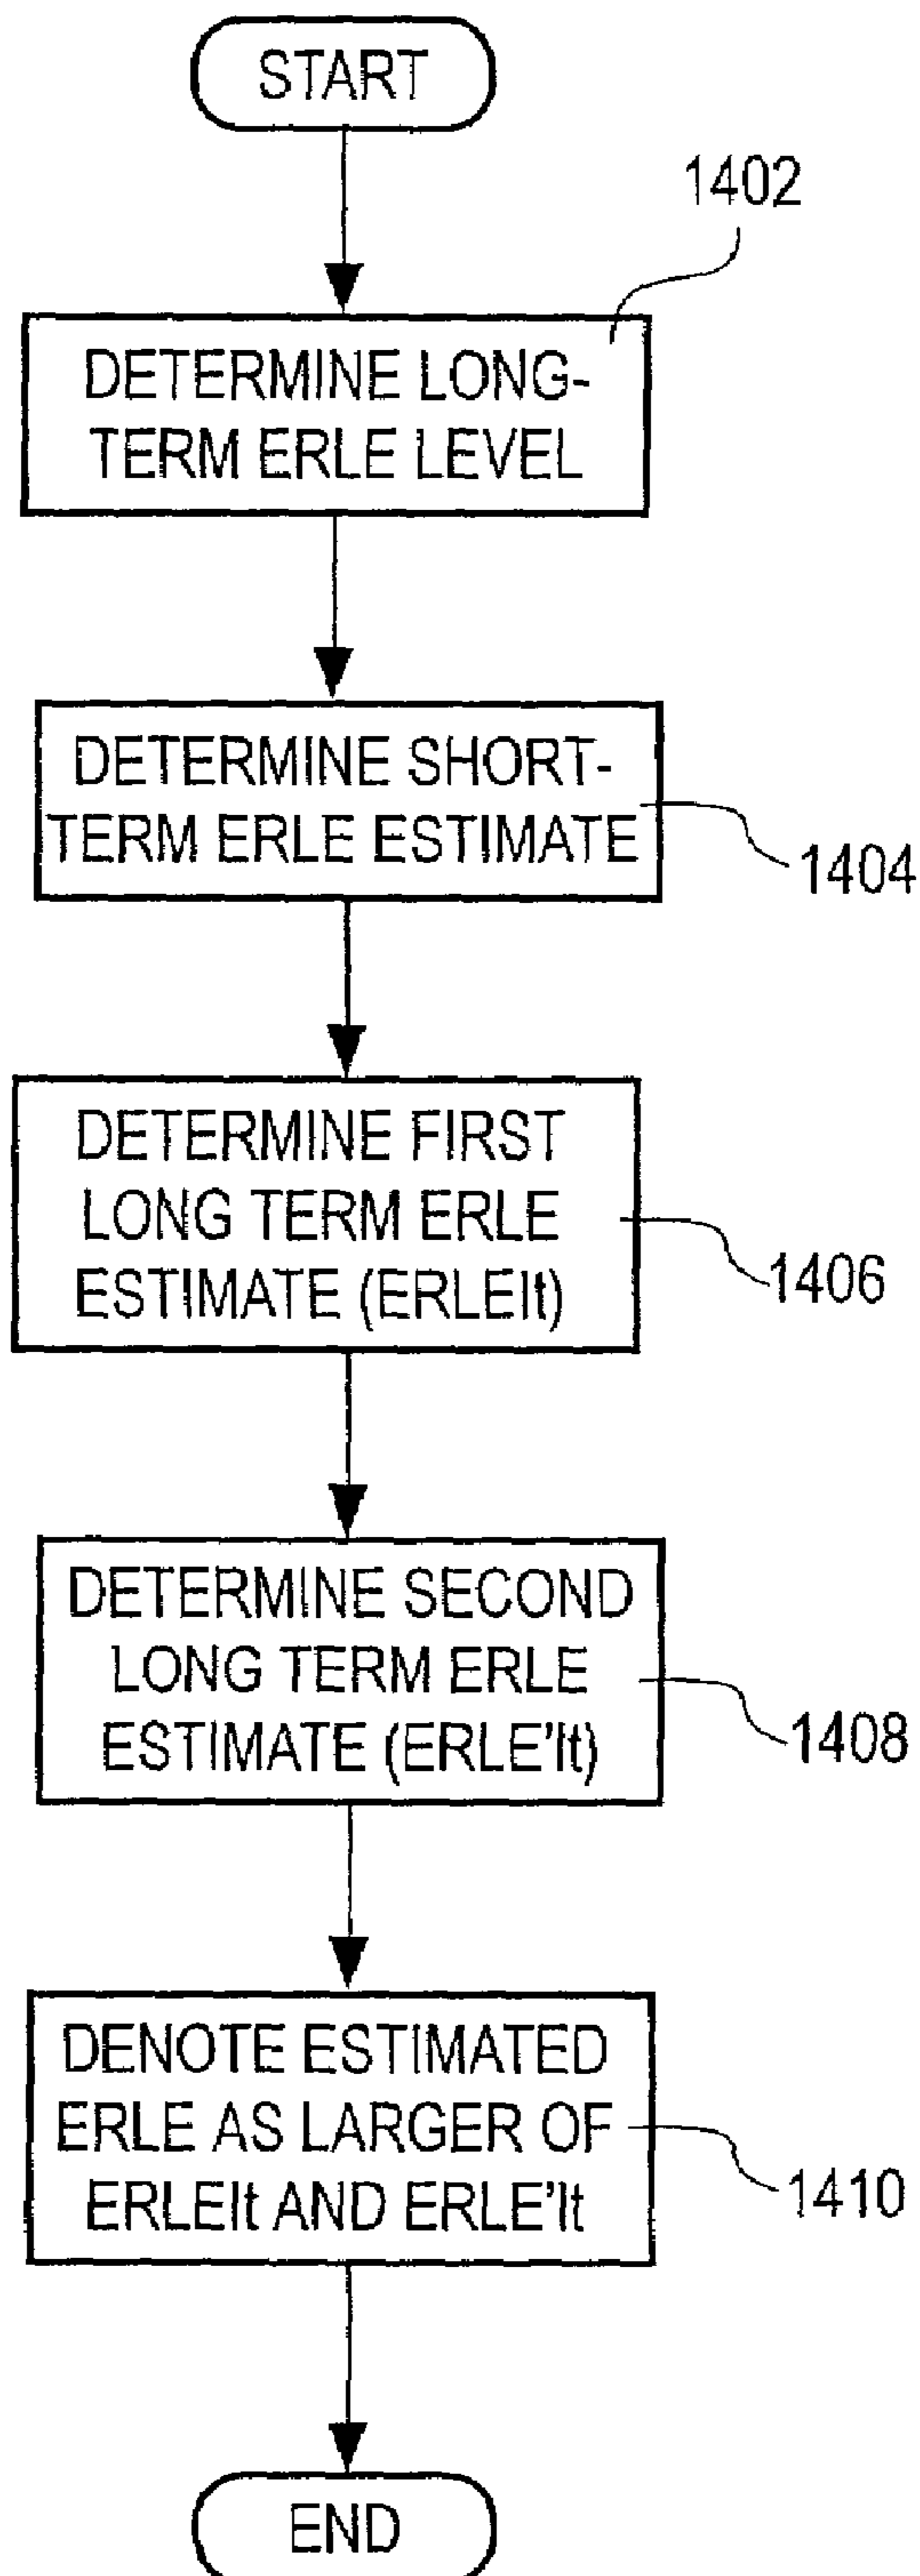 START
1402
DETERMINE LONG-
TERM ERLE LEVEL
DETERMINE SHORT-
TERM ERLE ESTIMATE
1404
DETERMINE FIRST
LONG TERM ERLE
ESTIMATE (ERLElt)
1406
DETERMINE SECOND
LONG TERM ERLE
ESTIMATE (ERLE'lt)
1408
DENOTE ESTIMATED
ERLE AS LARGER OF
ERLElt AND ERLE'lt
1410
END